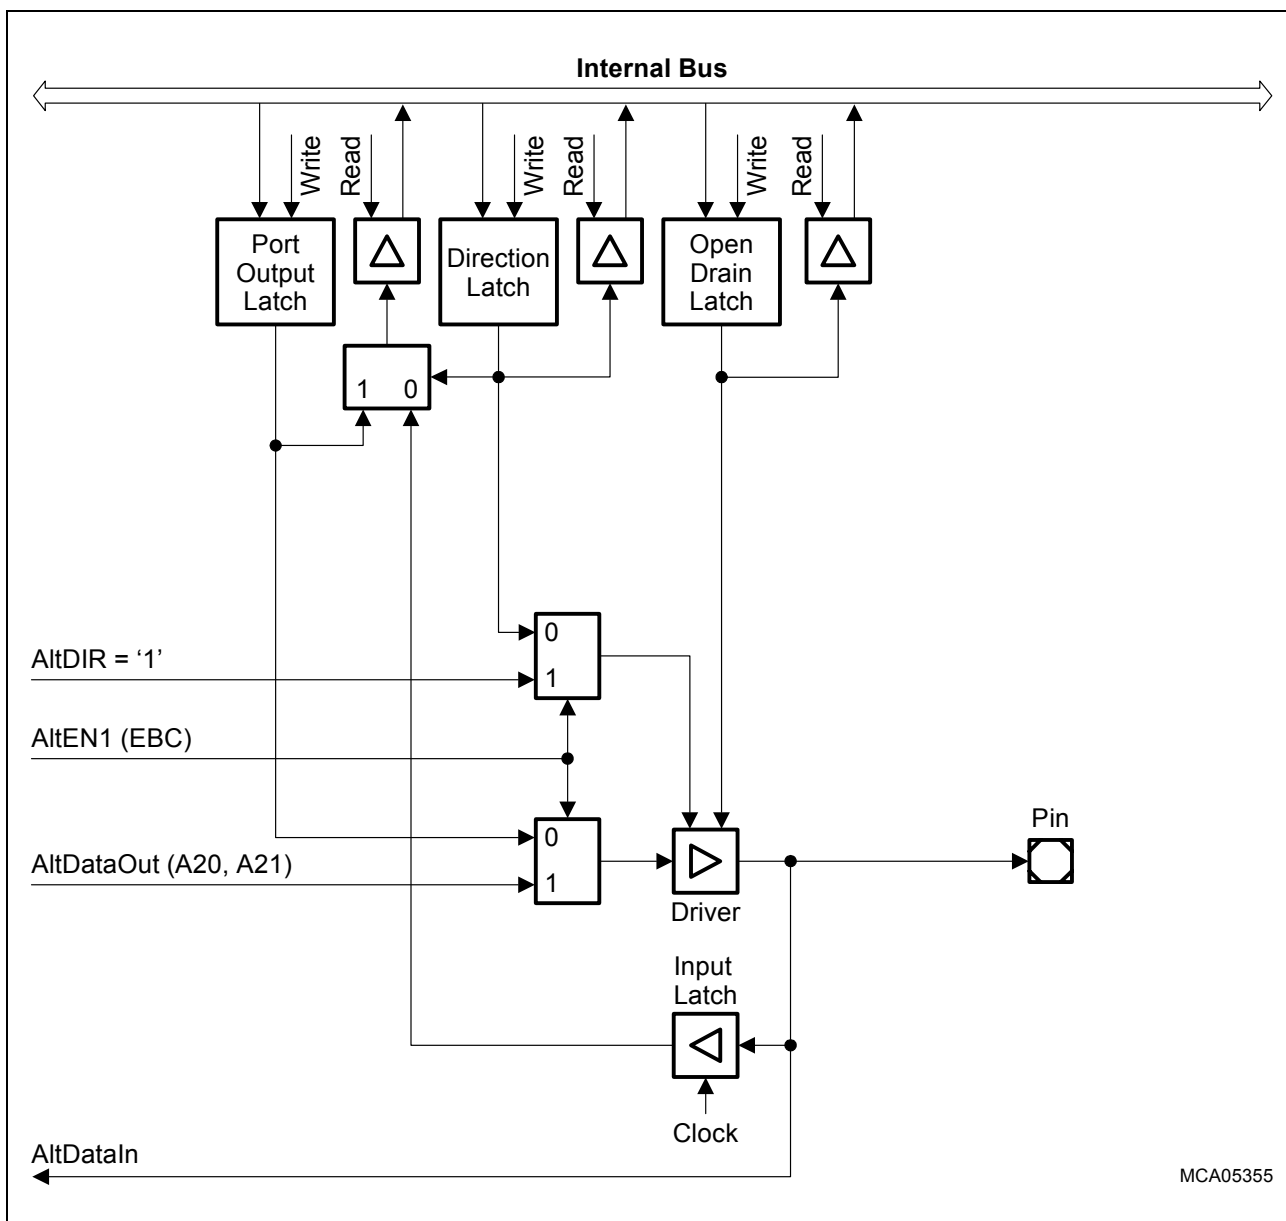 Internal Bus
Write
Read
Write
Read
Write
Read
Port
Output
Latch
Direction
Latch
Open
Drain
Latch
1 0
0
AltDIR = ‘1’
1
AltEN1 (EBC)
0
AltDataOut (A20, A21)
1
Pin
Driver
Input
Latch
Clock
AltDataIn
MCA05355